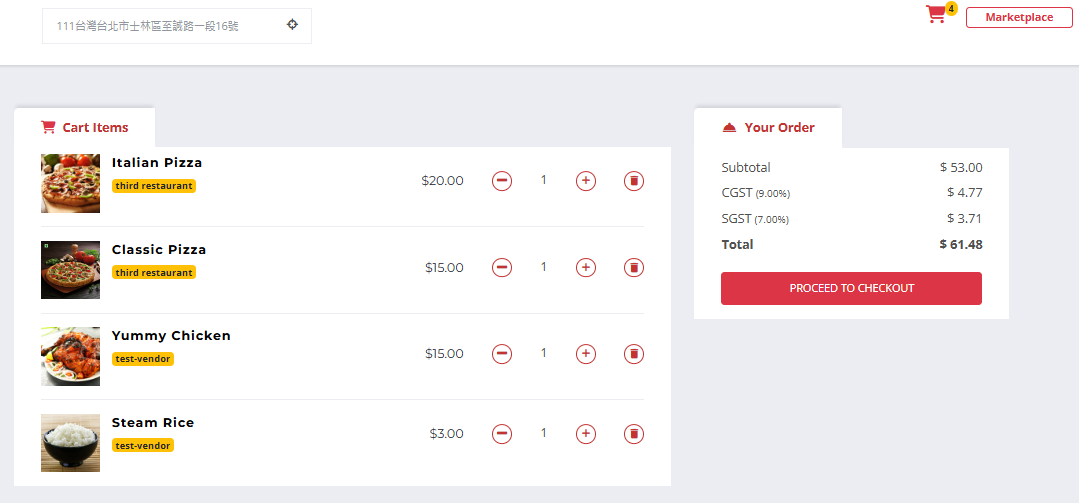 111台灣台北市士林區至誠路一段16號
4
Marketplace
Cart Items
Italian Pizza
third restaurant
$20.00
1
Classic Pizza
third restaurant
$15.00
1
Yummy Chicken
test-vendor
$15.00
1
Steam Rice
test-vendor
$3.00
1
Your Order
Subtotal $ 53.00
CGST (9.00%) $ 4.77
SGST (7.00%) $ 3.71
Total $ 61.48
PROCEED TO CHECKOUT